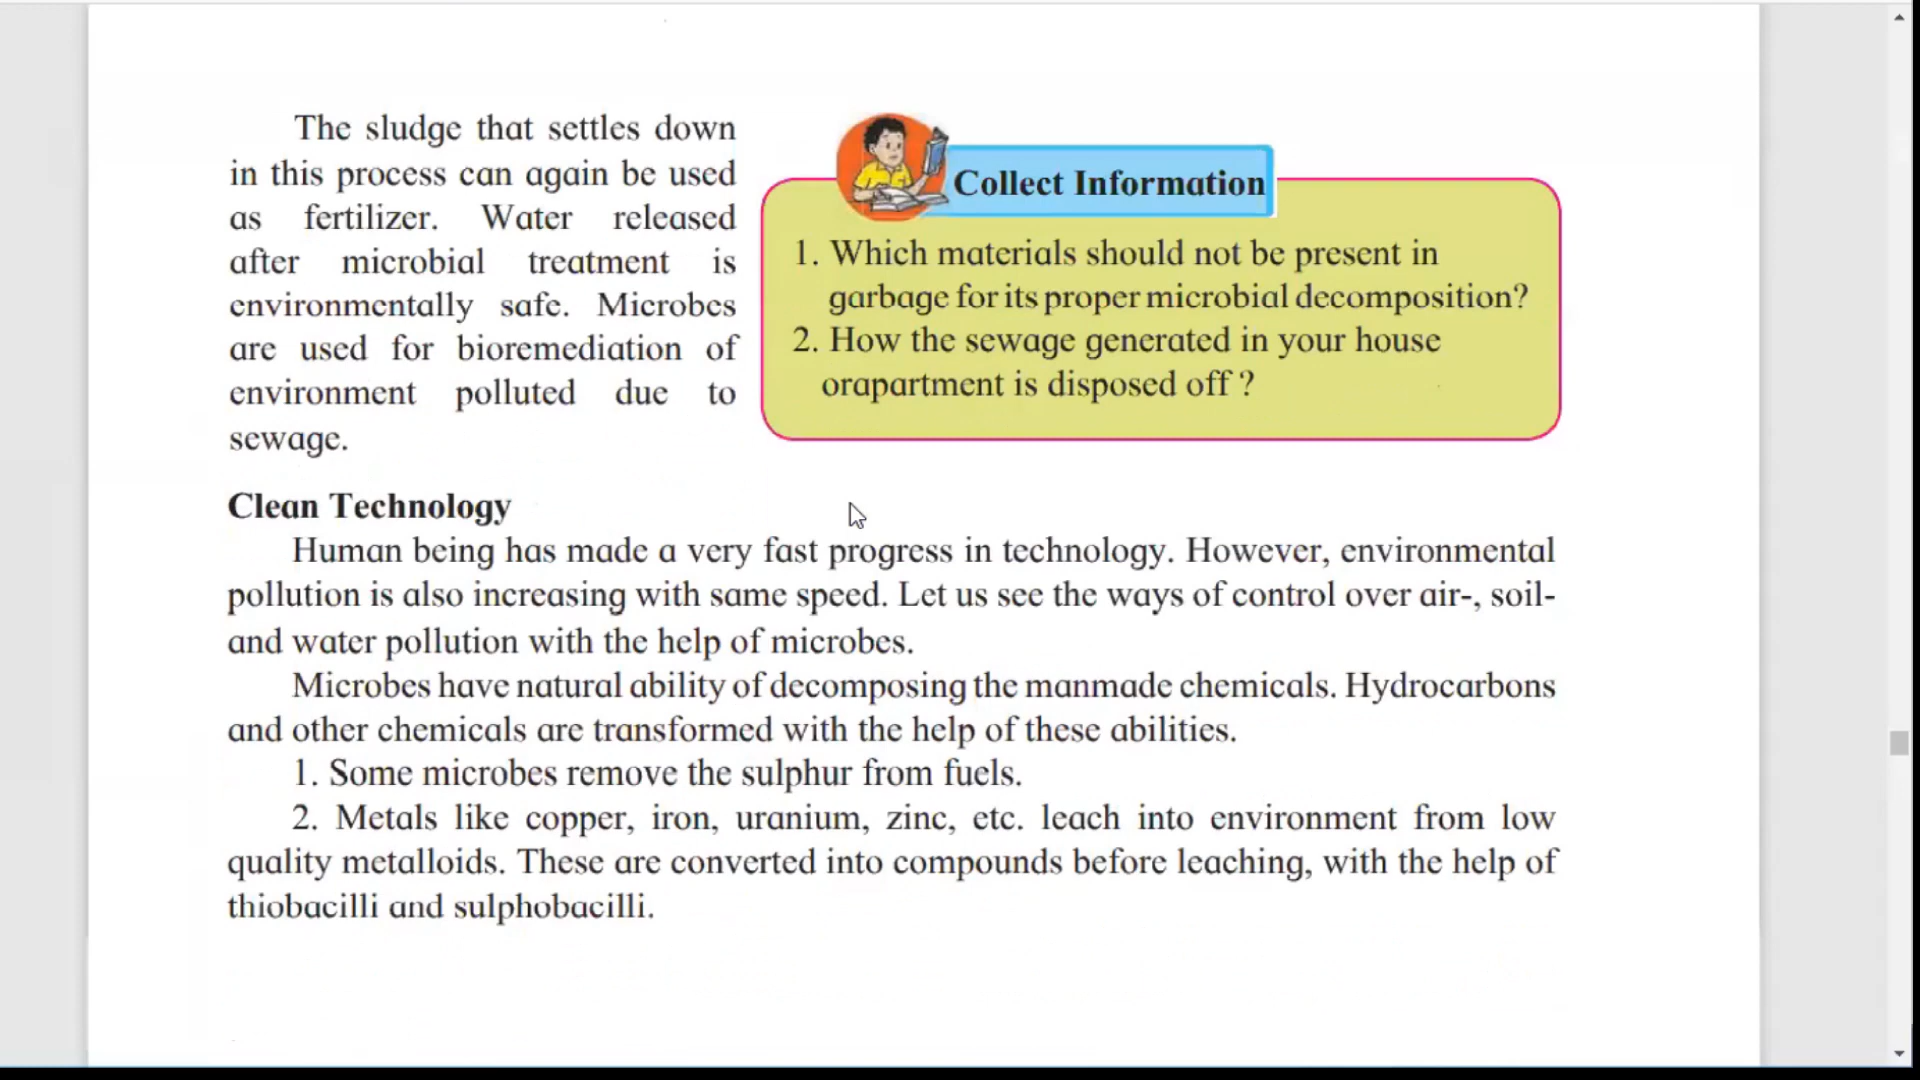 The sludge that settles down
in this process can again be used
as fertilizer. Water released
after microbial treatment is
environmentally safe. Microbes
are used for bioremediation of
environment polluted due to
sewage.
Collect Information
1. Which materials should not be present in
garbage for its proper microbial decomposition?
2. How the sewage generated in your house
orapartment is disposed off ?
Clean Technology
Human being has made a very fast progress in technology. However, environmental
pollution is also increasing with same speed. Let us see the ways of control over air-, soil-
and water pollution with the help of microbes.
Microbes have natural ability of decomposing the manmade chemicals. Hydrocarbons
and other chemicals are transformed with the help of these abilities.
1. Some microbes remove the sulphur from fuels.
2. Metals like copper, iron, uranium, zinc, etc. leach into environment from low
quality metalloids. These are converted into compounds before leaching, with the help of
thiobacilli and sulphobacilli.